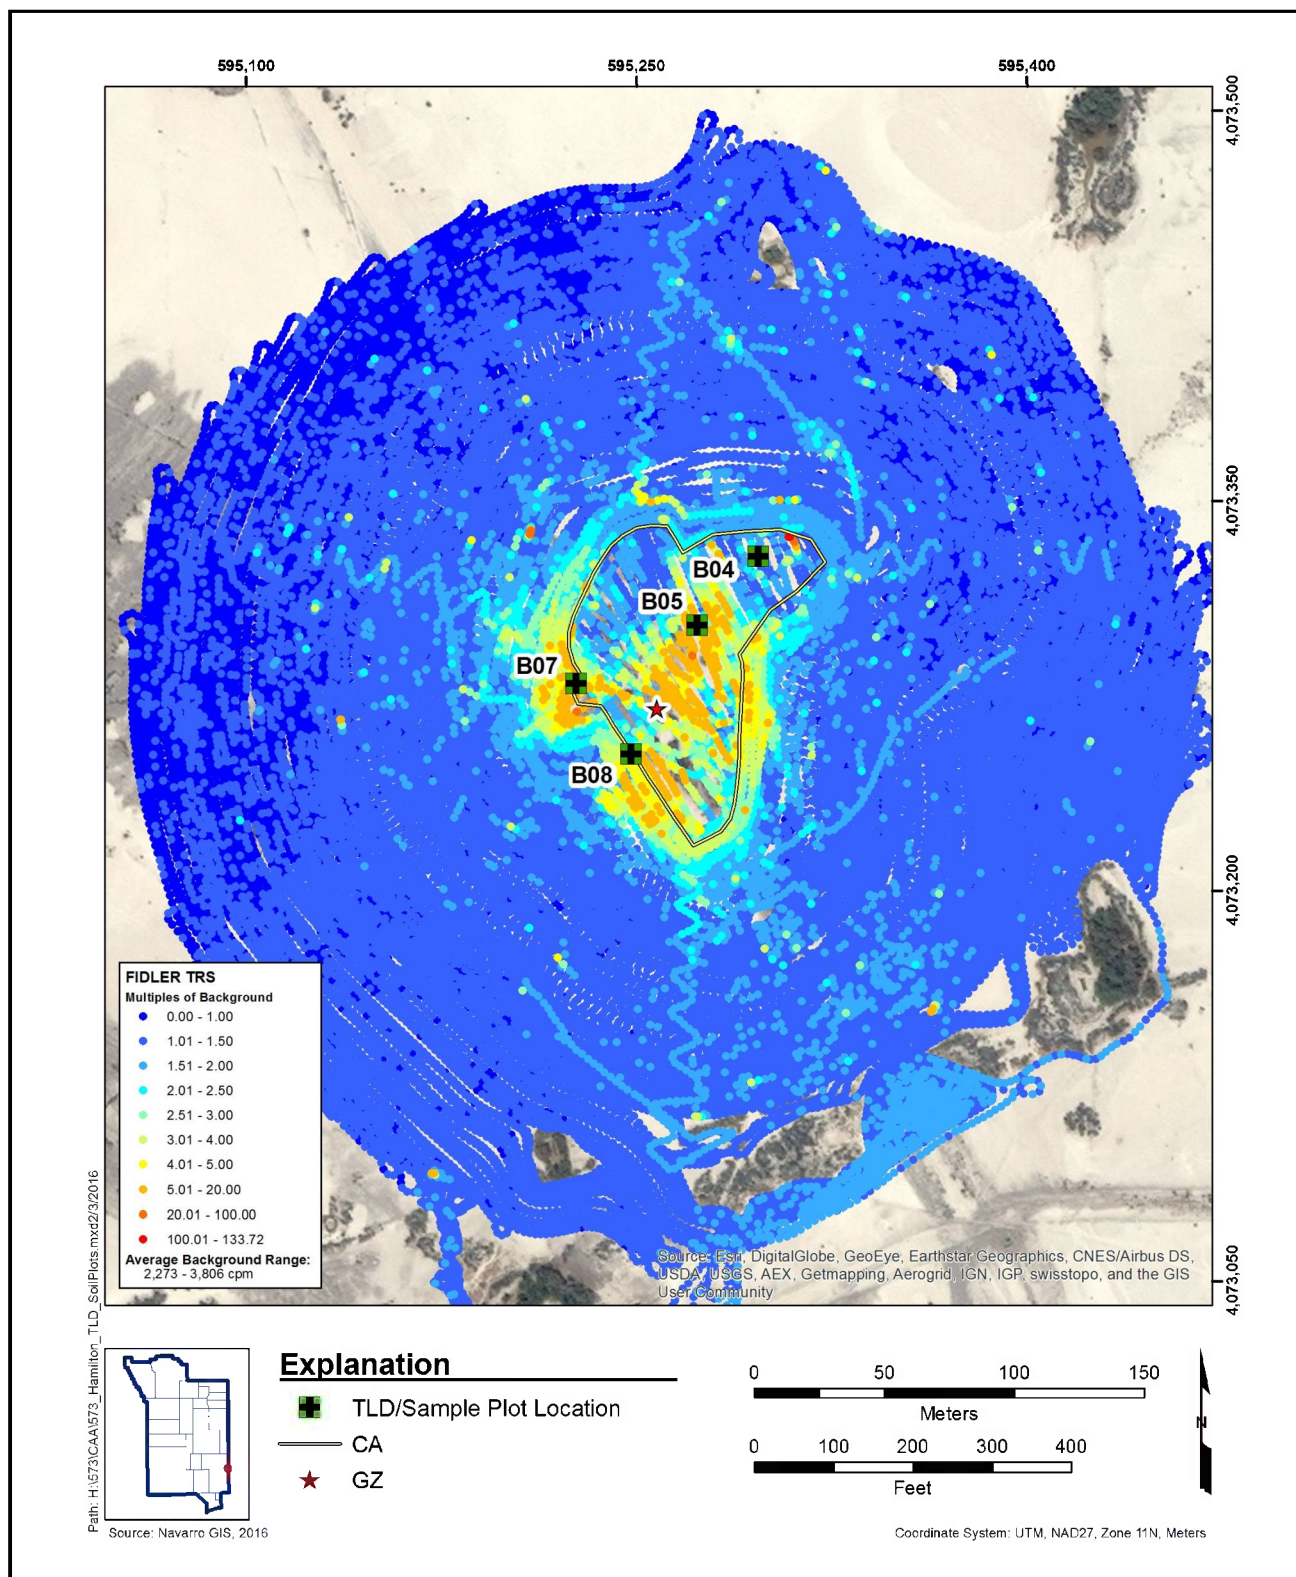 595,100
595,250
595,400
4,073,500
4,073,350
4,073,200
4,073,050
B04
B05
B07
B08
FIDLER TRS
Multiples of Background
0.00 - 1.00
1.01 - 1.50
1.51 - 2.00
2.01 - 2.50
2.51 - 3.00
3.01 - 4.00
4.01 - 5.00
5.01 - 20.00
20.01 - 100.00
100.01 - 133.72
Average Background Range:
2,273 - 3,806 cpm
Source: Esri, DigitalGlobe, GeoEye, Earthstar Geographics, CNES/Airbus DS,
USDA, USGS, AEX, Getmapping, Aerogrid, IGN, IGP, swisstopo, and the GIS
User Community
Path: H:\573\CAA\573_Hamilton_TLD_SoilPlots.mxd2/3/2016
Explanation
TLD/Sample Plot Location
CA
GZ
0 50 100 150
Meters
0 100 200 300 400
Feet
N
Source: Navarro GIS, 2016
Coordinate System: UTM, NAD27, Zone 11N, Meters